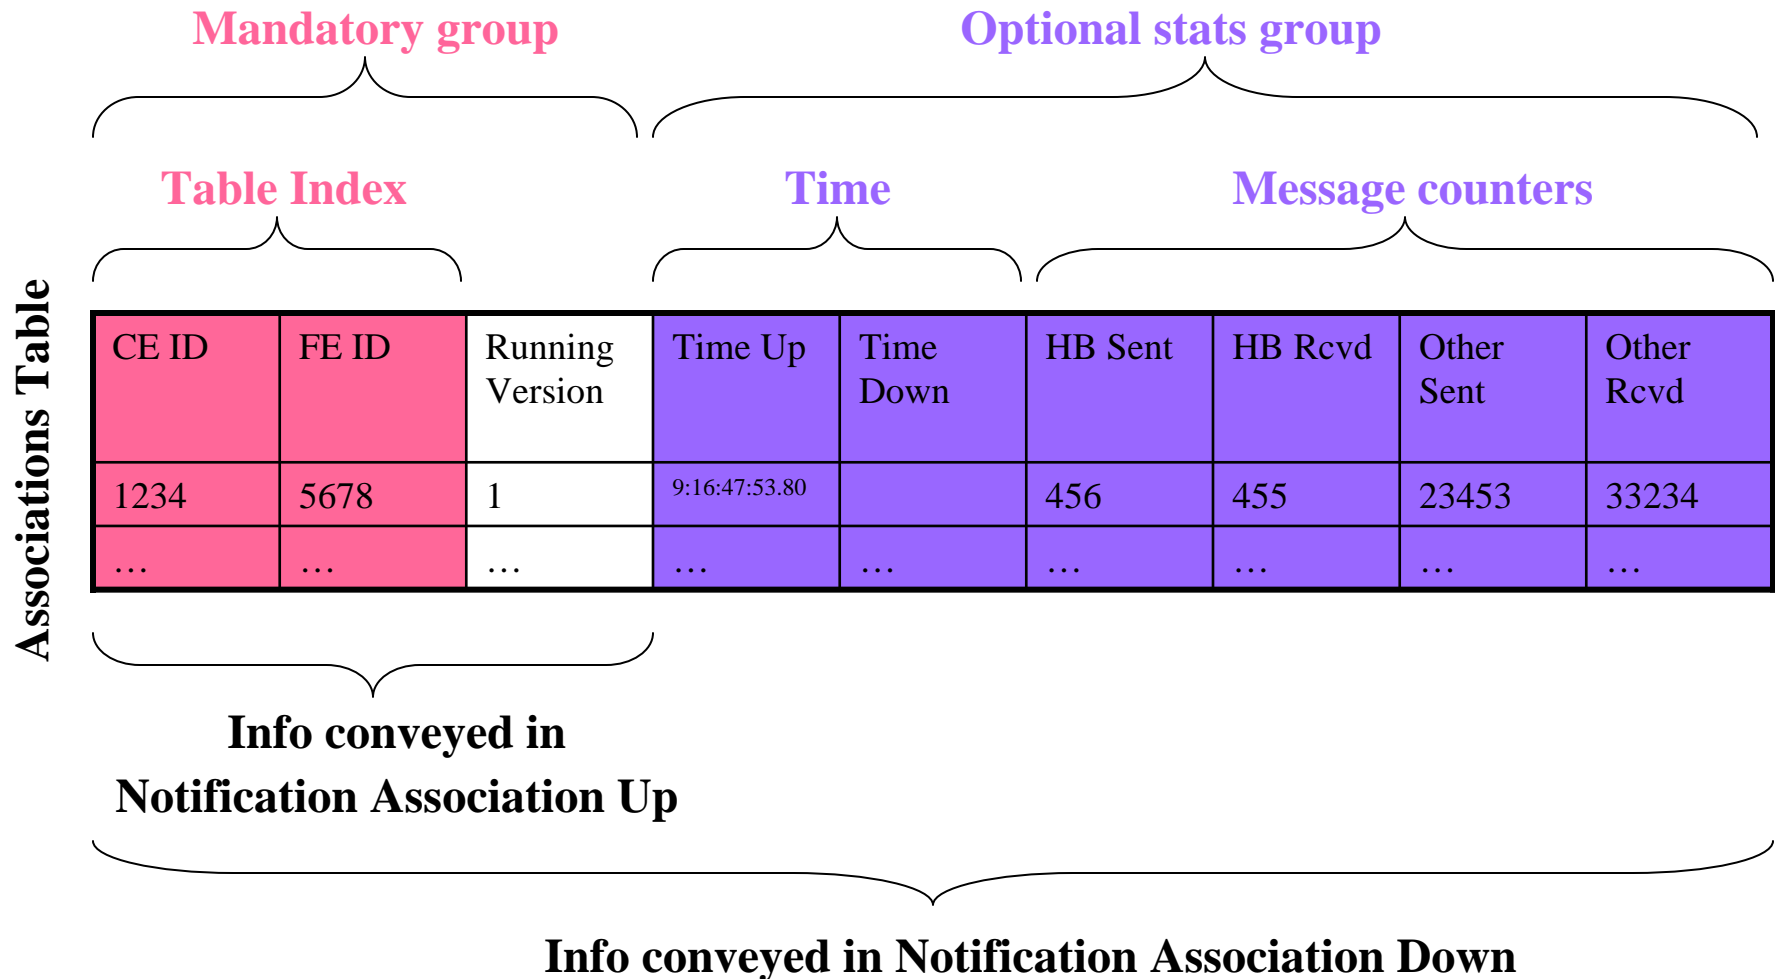 Mandatory group Optional stats group
Table Index Time Message counters
Associations Table
CE ID FE ID Running Time Up Time HB Sent HB Rcvd Other Other
Version Down Sent Rcvd
1234 5678 1 9:16:47:53.80 456 455 23453 33234
… … … … … … … … …
Info conveyed in
Notification Association Up
Info conveyed in Notification Association Down